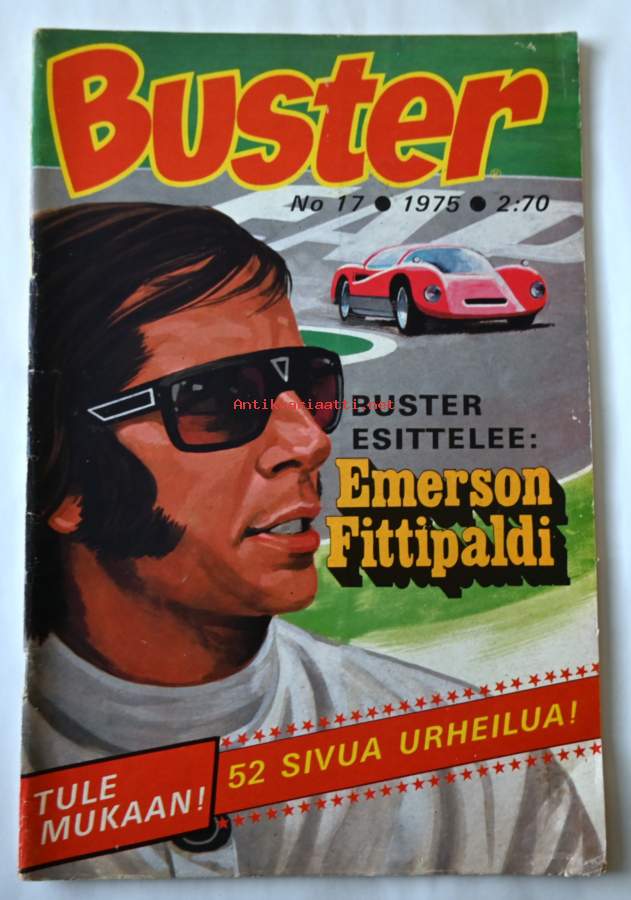 Buster
No 17 ● 1975 ● 2:70
Antikvariaatti.net
BUSTER
ESITTELEE:
Emerson
Fittipaldi
52 SIVUA URHEILUA!
TULE
MUKAAN!